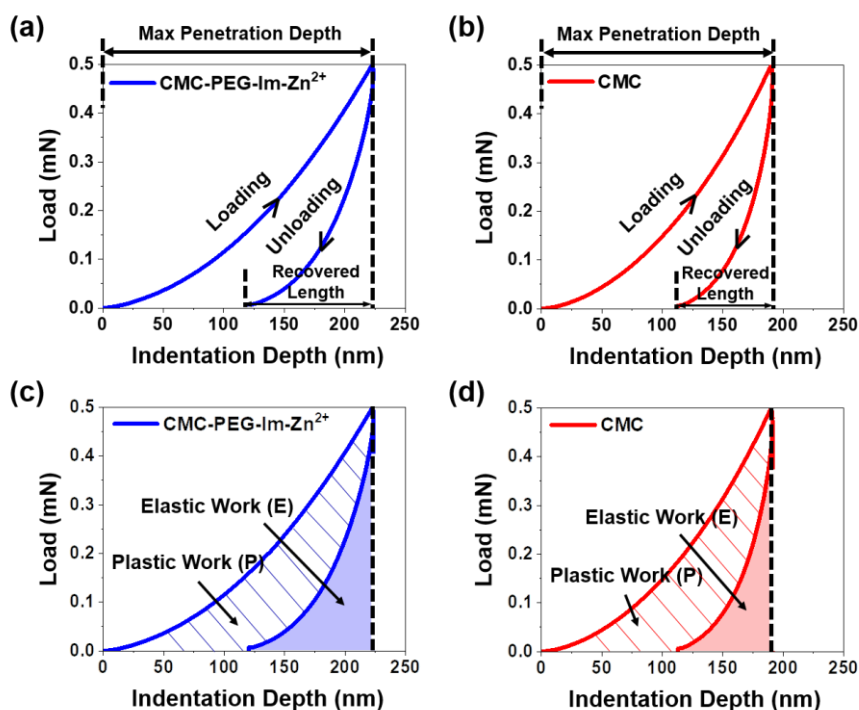 (a)
Max Penetration Depth
CMC-PEG-Im-Zn²⁺
Loading
Unloading
Recovered
Length
Load (mN)
0.5
0.4
0.3
0.2
0.1
0.0
0 50 100 150 200 250
Indentation Depth (nm)
(b)
Max Penetration Depth
CMC
Loading
Unloading
Recovered
Length
Load (mN)
0.5
0.4
0.3
0.2
0.1
0.0
0 50 100 150 200 250
Indentation Depth (nm)
(c)
CMC-PEG-Im-Zn²⁺
Elastic Work (E)
Plastic Work (P)
Load (mN)
0.5
0.4
0.3
0.2
0.1
0.0
0 50 100 150 200 250
Indentation Depth (nm)
(d)
CMC
Elastic Work (E)
Plastic Work (P)
Load (mN)
0.5
0.4
0.3
0.2
0.1
0.0
0 50 100 150 200 250
Indentation Depth (nm)